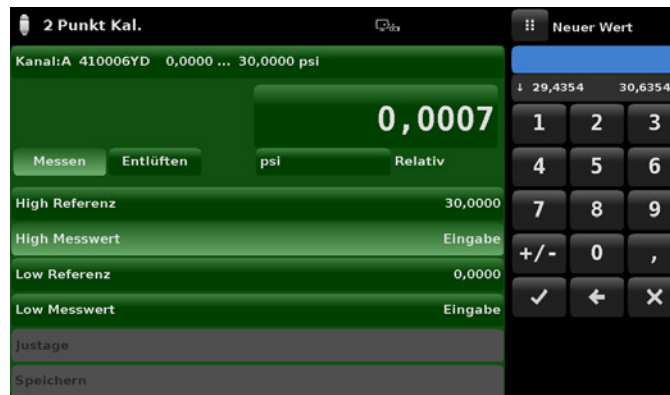 2 Punkt Kal.
Neuer Wert
Kanal:A 410006YD 0,0000 ... 30,0000 psi
↓ 29,4354 30,6354
0,0007
Messen Entlüften psi Relativ
High Referenz 30,0000
High Messwert Eingabe
Low Referenz 0,0000
Low Messwert Eingabe
Justage
Speichern
1 2 3
4 5 6
7 8 9
+/- 0 ,